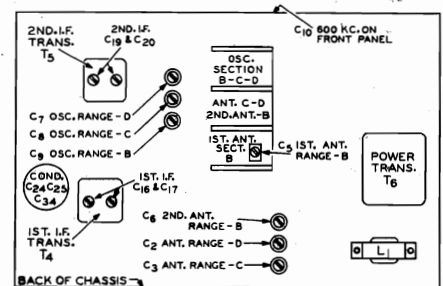 2ND. I.F. TRANS. T5
2ND. I.F. C19 & C20
C10 600 KC. ON FRONT PANEL
OSC. SECTION B-C-D
C7 OSC. RANGE-D
C8 OSC. RANGE-C
C9 OSC. RANGE-B
ANT. C-D
2ND. ANT.-B
1ST. ANT. SECT. B
C5 1ST. ANT. RANGE-B
POWER TRANS. T6
COND. C24 C25 C34
1ST. I.F. C16 & C17
1ST. I.F. TRANS. T4
C6 2ND. ANT. RANGE-B
C2 ANT. RANGE-D
C3 ANT. RANGE-C
L1
BACK OF CHASSIS